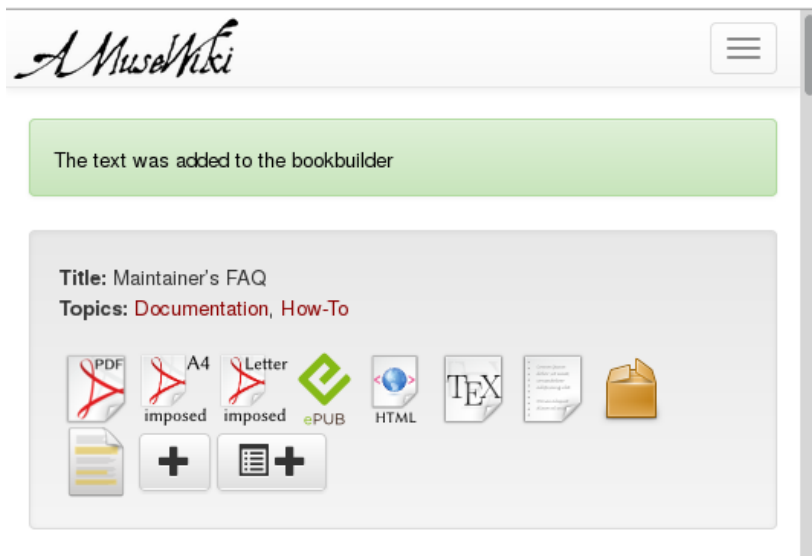 AMuseWiki
The text was added to the bookbuilder
Title: Maintainer's FAQ
Topics: Documentation, How-To
PDF A4 Letter
imposed imposed ePUB HTML TEX